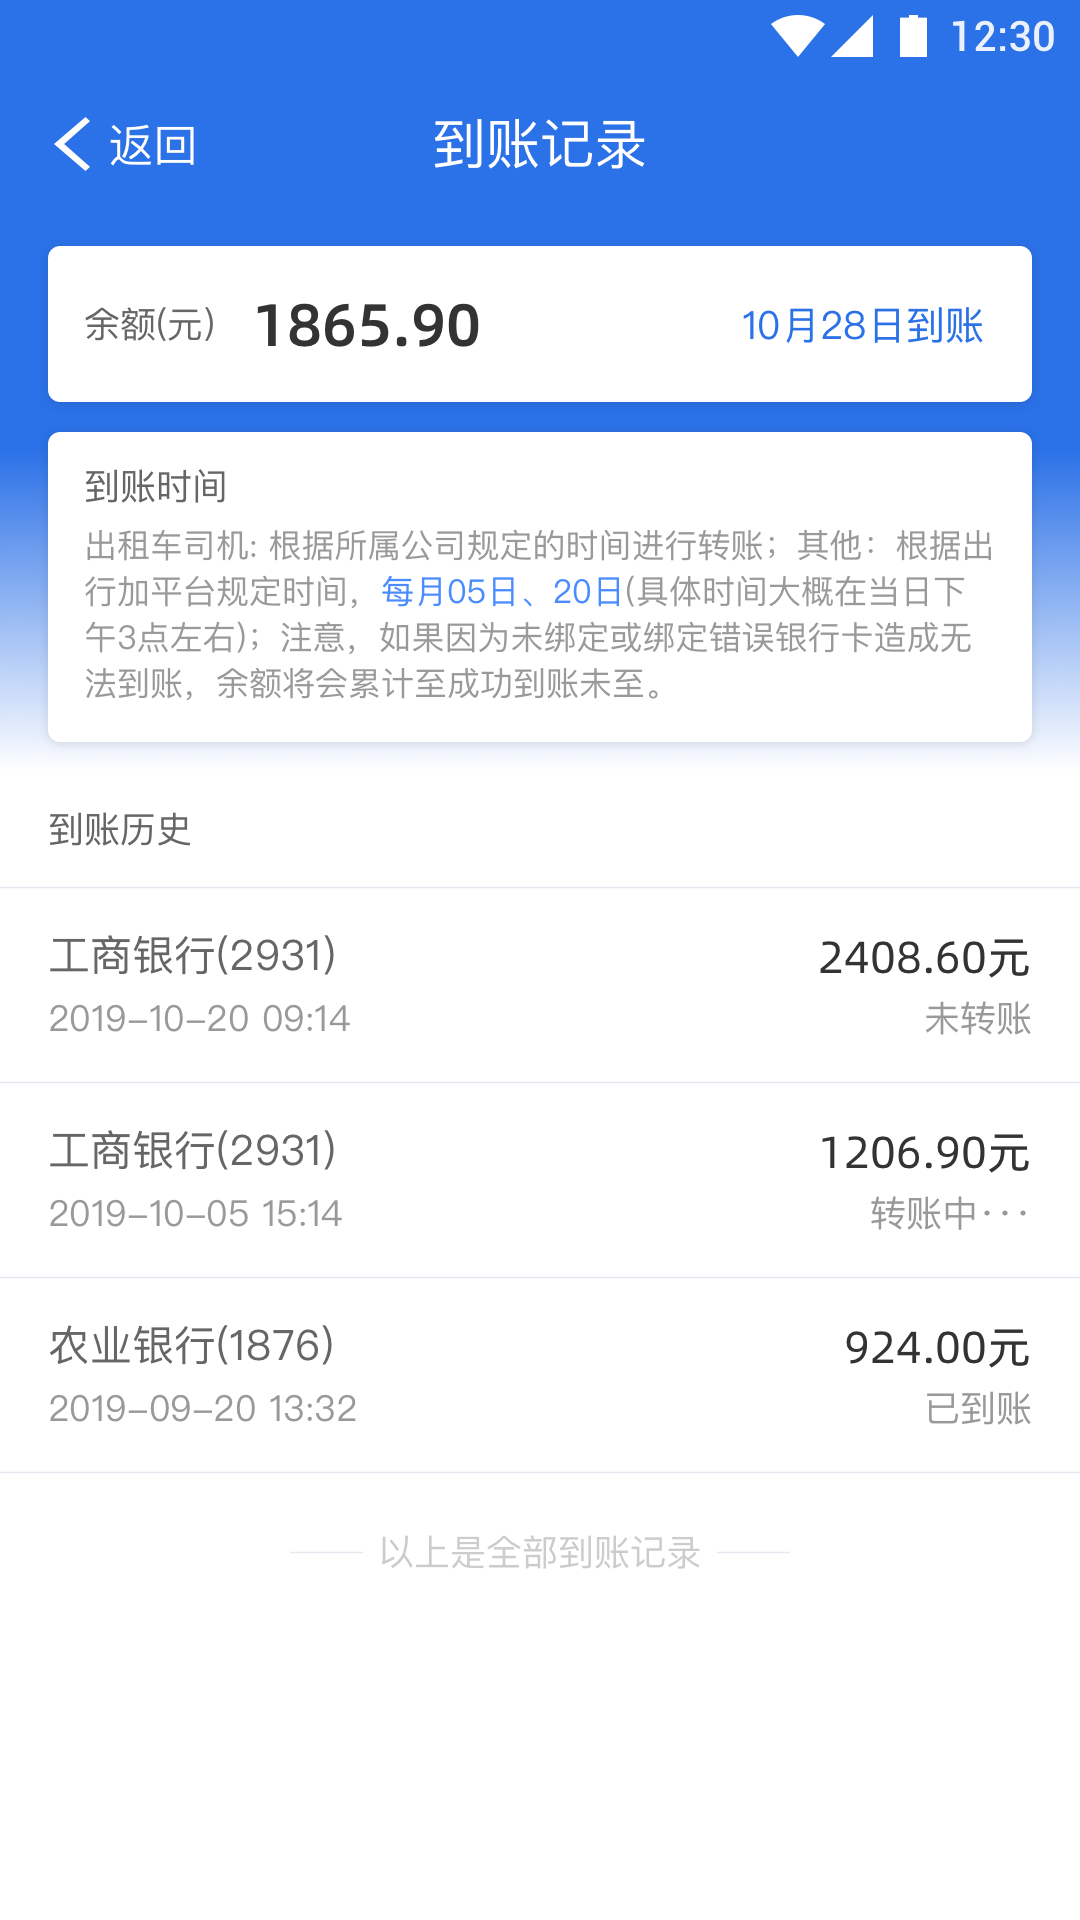 12:30
返回
到账记录
余额(元) 1865.90 10月28日到账
到账时间
出租车司机: 根据所属公司规定的时间进行转账；其他：根据出
行加平台规定时间，每月05日、20日(具体时间大概在当日下
午3点左右)；注意，如果因为未绑定或绑定错误银行卡造成无
法到账，余额将会累计至成功到账未至。
到账历史
工商银行(2931) 2408.60元
2019-10-20 09:14 未转账
工商银行(2931) 1206.90元
2019-10-05 15:14 转账中···
农业银行(1876) 924.00元
2019-09-20 13:32 已到账
以上是全部到账记录